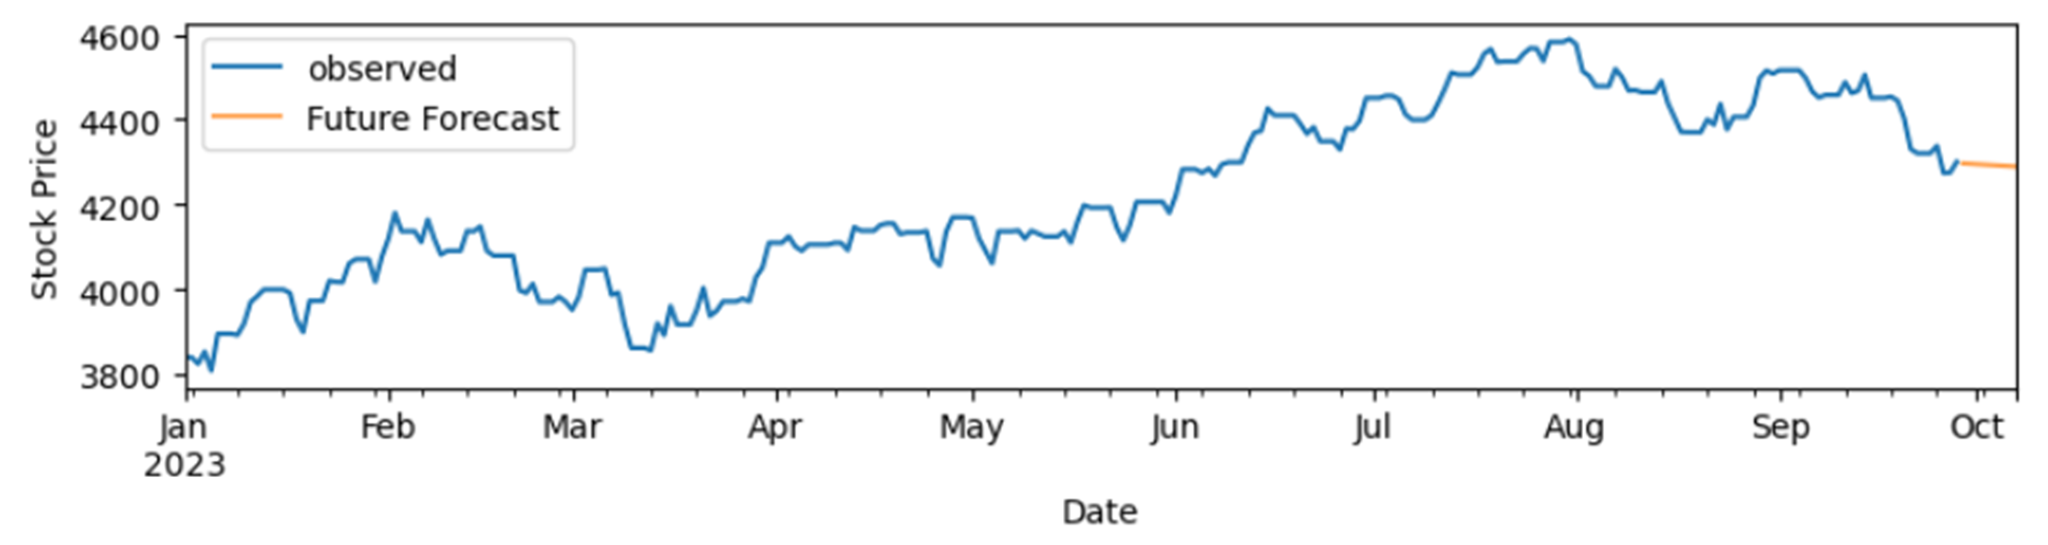 4600
4400
4200
4000
3800
Stock Price
observed
Future Forecast
Jan Feb Mar Apr May Jun Jul Aug Sep Oct
2023
Date